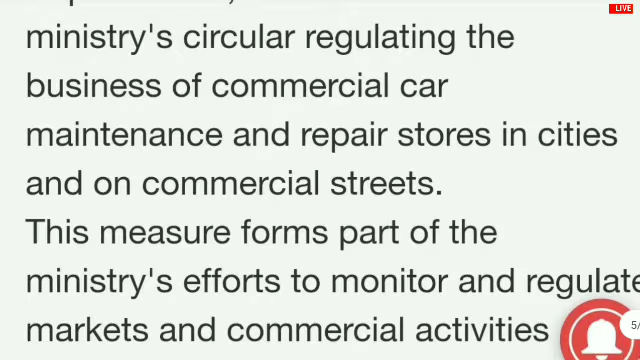 LIVE
ministry's circular regulating the
business of commercial car
maintenance and repair stores in cities
and on commercial streets.
This measure forms part of the
ministry's efforts to monitor and regulate
markets and commercial activities
5/